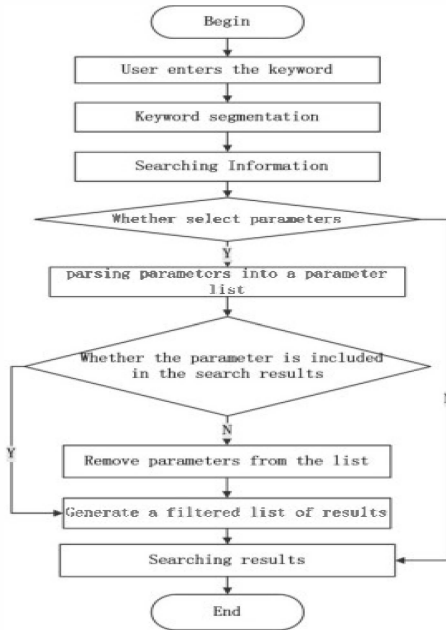 Begin
User enters the keyword
Keyword segmentation
Searching Information
Whether select parameters
Y
parsing parameters into a parameter
list
Whether the parameter is included
in the search results
N
Y
N
Remove parameters from the list
Generate a filtered list of results
Searching results
End